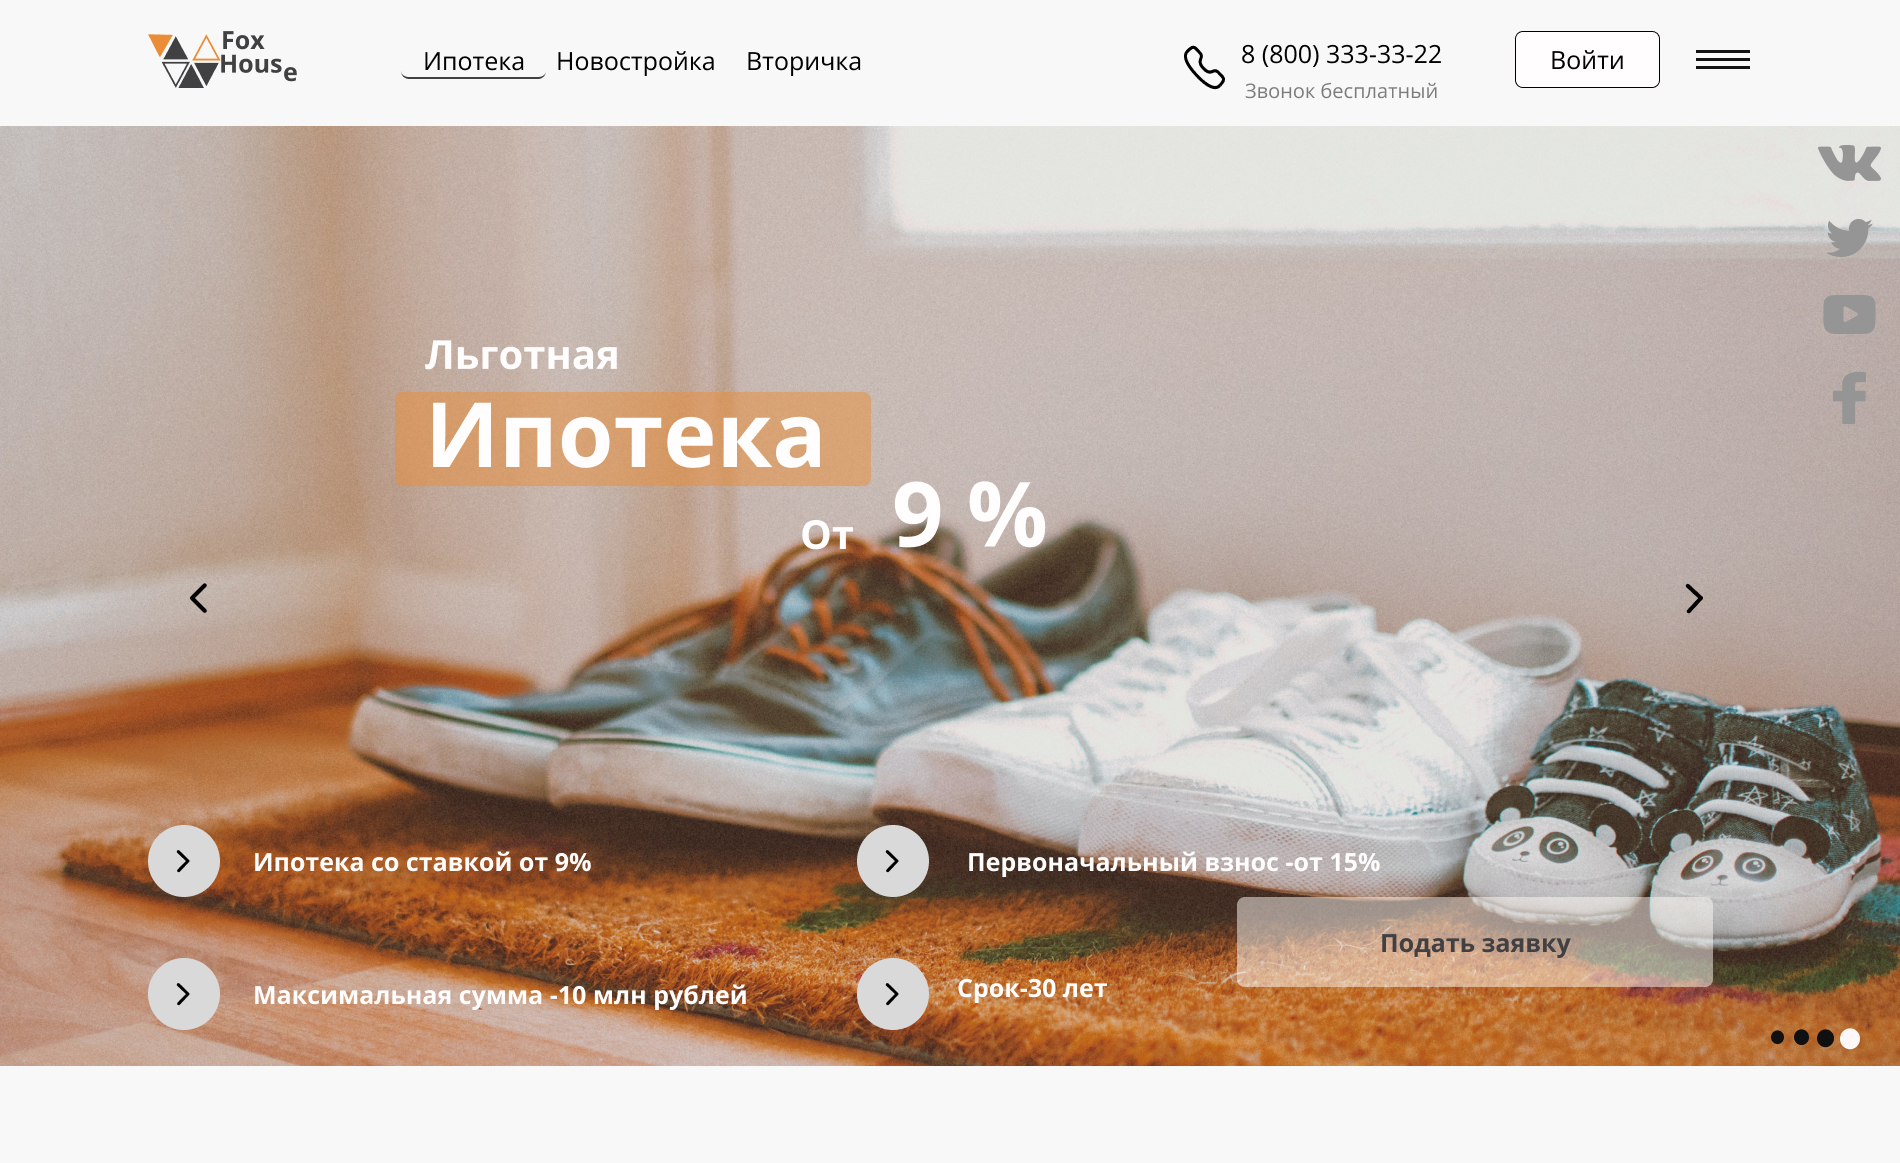 Fox
House
Ипотека Новостройка Вторичка
8 (800) 333-33-22
Звонок бесплатный
Войти
Льготная
Ипотека
От 9 %
Ипотека со ставкой от 9%
Первоначальный взнос -от 15%
Подать заявку
Максимальная сумма -10 млн рублей
Срок-30 лет